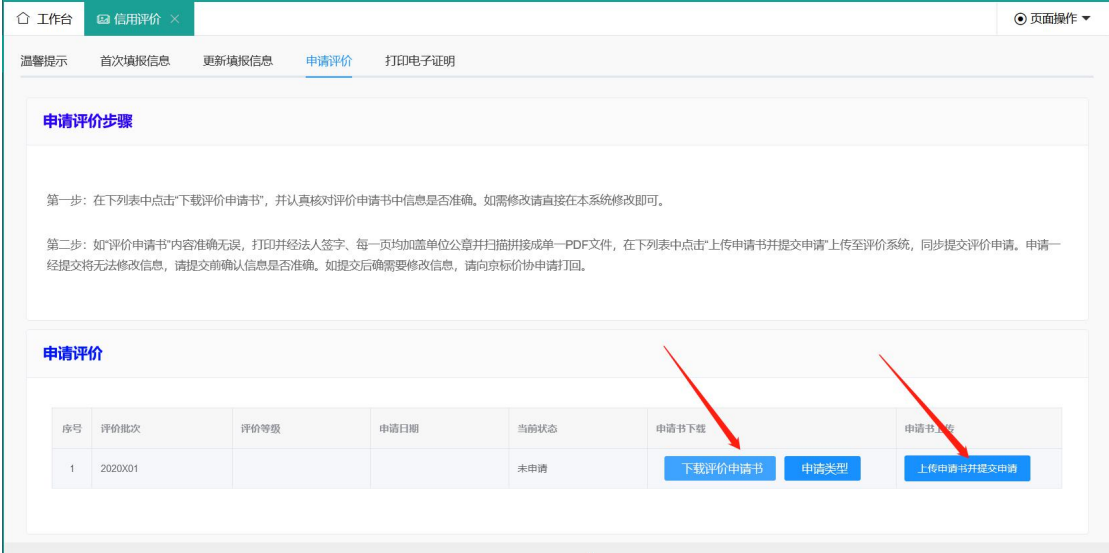 工作台 信用评价 × 页面操作
温馨提示 首次填报信息 更新填报信息 申请评价 打印电子证明
申请评价步骤
第一步：在下列表中点击“下载评价申请书”，并认真核对评价申请书中信息是否准确。如需修改请直接在本系统修改即可。
第二步：如“评价申请书”内容准确无误，打印并经法人签字、每一页均加盖单位公章并扫描拼接成单一PDF文件，在下列表中点击“上传申请书并提交申请”上传至评价系统，同步提交评价申请。申请一
经提交将无法修改信息，请提交前确认信息是否准确。如提交后确需要修改信息，请向京标价协申请打回。
申请评价
序号 评价批次 评价等级 申请日期 当前状态 申请书下载 申请书上传
1 2020X01 未申请 下载评价申请书 申请类型 上传申请书并提交申请